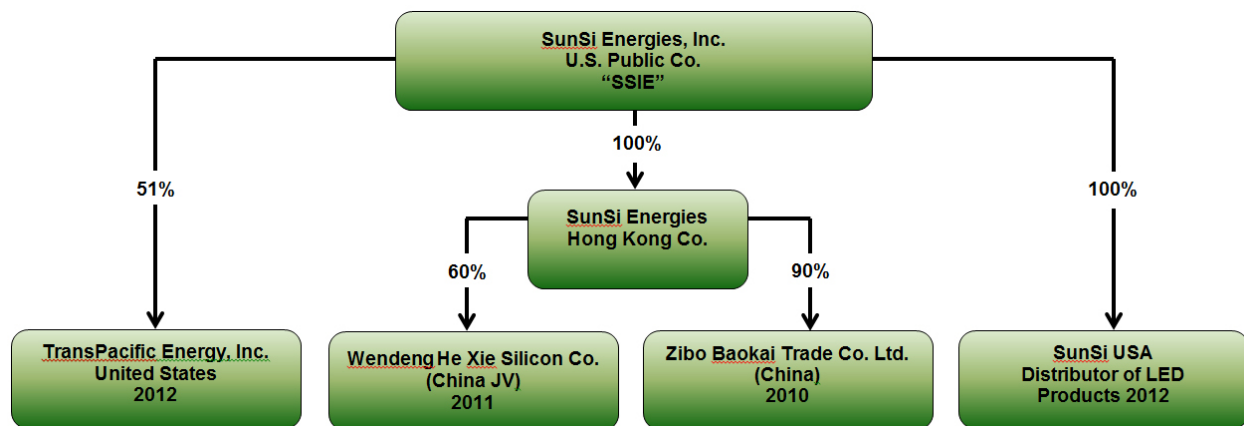 SunSi Energies, Inc.
U.S. Public Co.
“SSIE”
100%
51%
100%
SunSi Energies
Hong Kong Co.
60%
90%
TransPacific Energy, Inc.
United States
2012
Wendeng He Xie Silicon Co.
(China JV)
2011
Zibo Baokai Trade Co. Ltd.
(China)
2010
SunSi USA
Distributor of LED
Products 2012